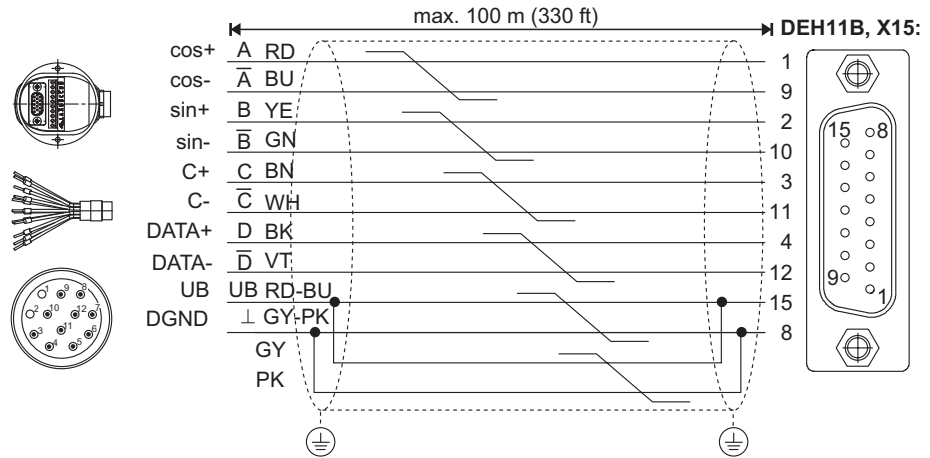 max. 100 m (330 ft)
DEH11B, X15:
cos+ A RD 1
cos- A̅ BU 9
sin+ B YE 2
sin- B̅ GN 10
C+ C BN 3
C- C̅ WH 11
DATA+ D BK 4
DATA- D̅ VT 12
UB UB RD-BU 15
DGND ⊥ GY-PK 8
GY
PK
15 8
9 1
1 9 8
2 10 12 7
3 11 6
4 5